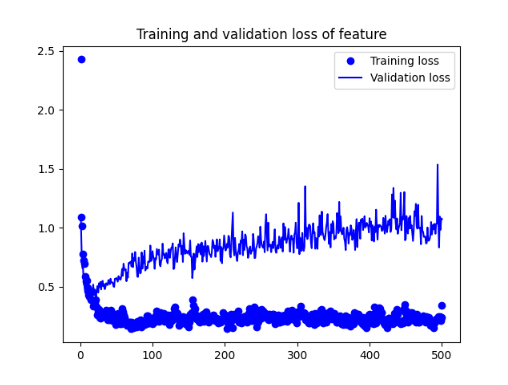 Training and validation loss of feature
2.5
Training loss
Validation loss
2.0
1.5
1.0
0.5
0 100 200 300 400 500